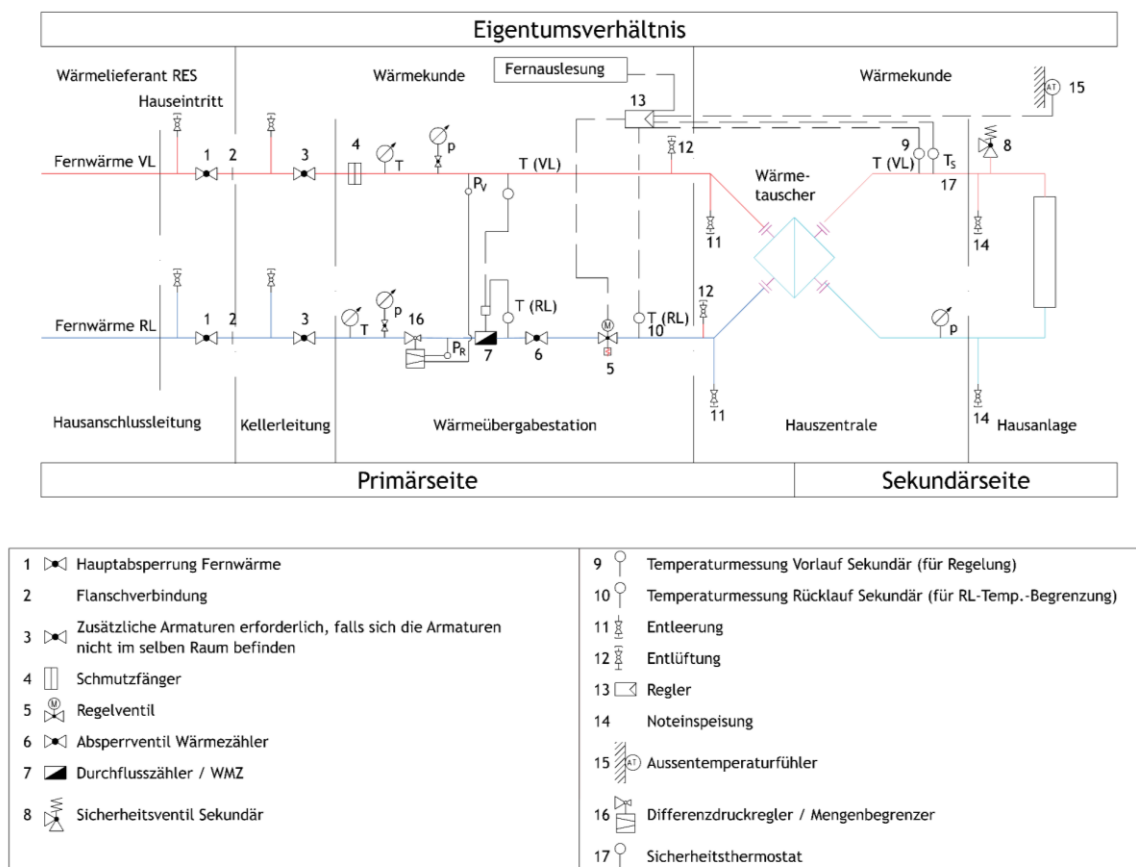 Eigentumsverhältnis
Wärmelieferant RES
Wärmekunde
Fernauslesung
Wärmekunde
Hauseintritt
13
AT
15
4
p
12
9
8
1
2
3
T
T (VL)
T (VL)
Ts
Fernwärme VL
17
Pv
Wärme-
tauscher
11
14
12
p
16
T (RL)
M
T (RL)
p
Fernwärme RL
1
2
3
T
PR
7
6
5
10
11
14
Hausanschlussleitung
Kellerleitung
Wärmeübergabestation
Hauszentrale
Hausanlage
Primärseite
Sekundärseite
1 Hauptabsperrung Fernwärme
2 Flanschverbindung
3 Zusätzliche Armaturen erforderlich, falls sich die Armaturen
nicht im selben Raum befinden
4 Schmutzfänger
5 M Regelventil
6 Absperrventil Wärmezähler
7 Durchflusszähler / WMZ
8 Sicherheitsventil Sekundär
9 Temperaturmessung Vorlauf Sekundär (für Regelung)
10 Temperaturmessung Rücklauf Sekundär (für RL-Temp.-Begrenzung)
11 Entleerung
12 Entlüftung
13 Regler
14 Noteinspeisung
15 AT Aussentemperaturfühler
16 Differenzdruckregler / Mengenbegrenzer
17 Sicherheitsthermostat